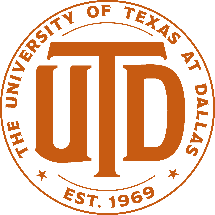 THE UNIVERSITY OF TEXAS AT DALLAS
UTD
EST. 1969